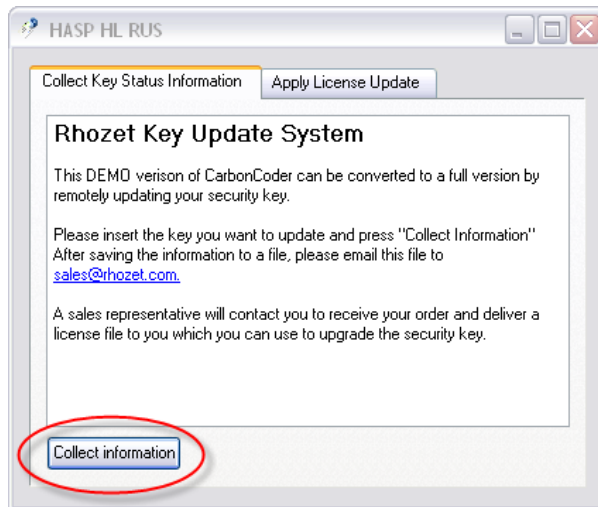 HASP HL RUS
Collect Key Status Information
Apply License Update
Rhozet Key Update System
This DEMO verison of CarbonCoder can be converted to a full version by
remotely updating your security key.
Please insert the key you want to update and press "Collect Information"
After saving the information to a file, please email this file to
sales@rhozet.com.
A sales representative will contact you to receive your order and deliver a
license file to you which you can use to upgrade the security key.
Collect information